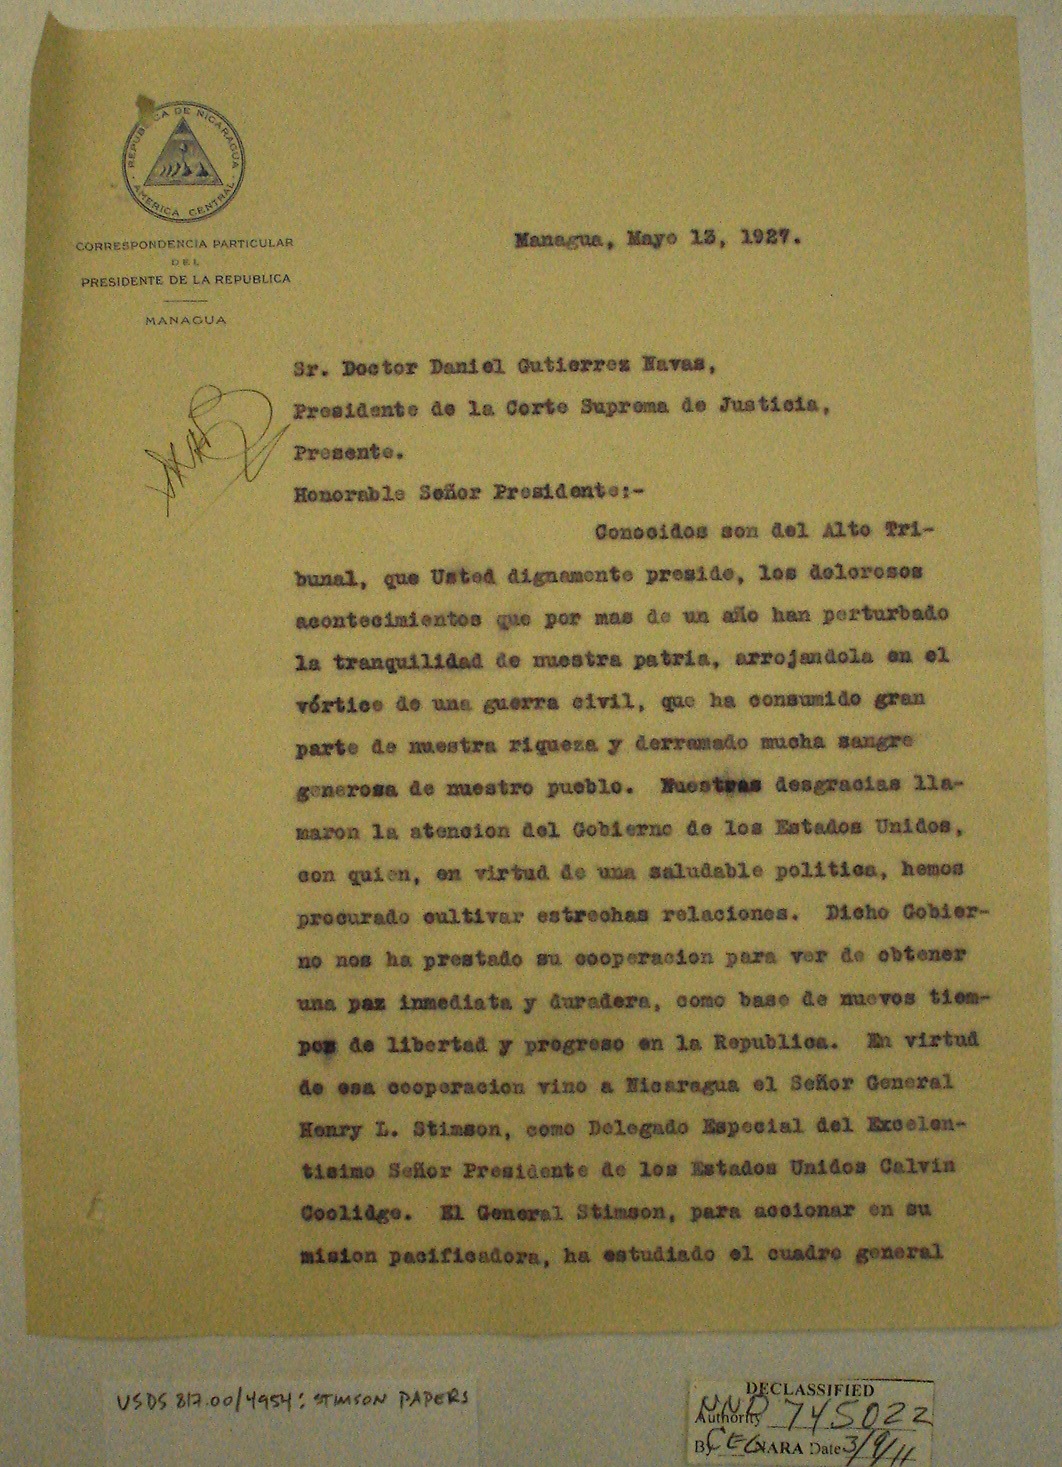 REPUBLICA DE NICARAGUA
AMERICA CENTRAL
CORRESPONDENCIA PARTICULAR
DEL
PRESIDENTE DE LA REPUBLICA
MANAGUA
Managua, Mayo 13, 1927.
Sr. Doctor Daniel Gutierrez Navas,
Presidente de la Corte Suprema de Justicia,
Presente.
Honorable Señor Presidente:-
Conocidos son del Alto Tri-
bunal, que Usted dignamente preside, los dolorosos
acontecimientos que por mas de un año han perturbado
la tranquilidad de nuestra patria, arrojandola en el
vórtice de una guerra civil, que ha consumido gran
parte de nuestra riqueza y derramado mucha sangre
generosa de nuestro pueblo. Nuestras desgracias lla-
maron la atencion del Gobierno de los Estados Unidos,
con quien, en virtud de una saludable politica, hemos
procurado cultivar estrechas relaciones. Dicho Gobier-
no nos ha prestado su cooperacion para ver de obtener
una paz inmediata y duradera, como base de nuevos tiem-
pos de libertad y progreso en la Republica. En virtud
de esa cooperacion vino a Nicaragua el Señor General
Henry L. Stimson, como Delegado Especial del Excelen-
tisimo Señor Presidente de los Estados Unidos Calvin
Coolidge. El General Stimson, para accionar en su
mision pacificadora, ha estudiado el cuadro general
USDS 817.00/4954: STIMSON PAPERS
DECLASSIFIED
Authority NND 745022
By CEG NARA Date 3/9/11